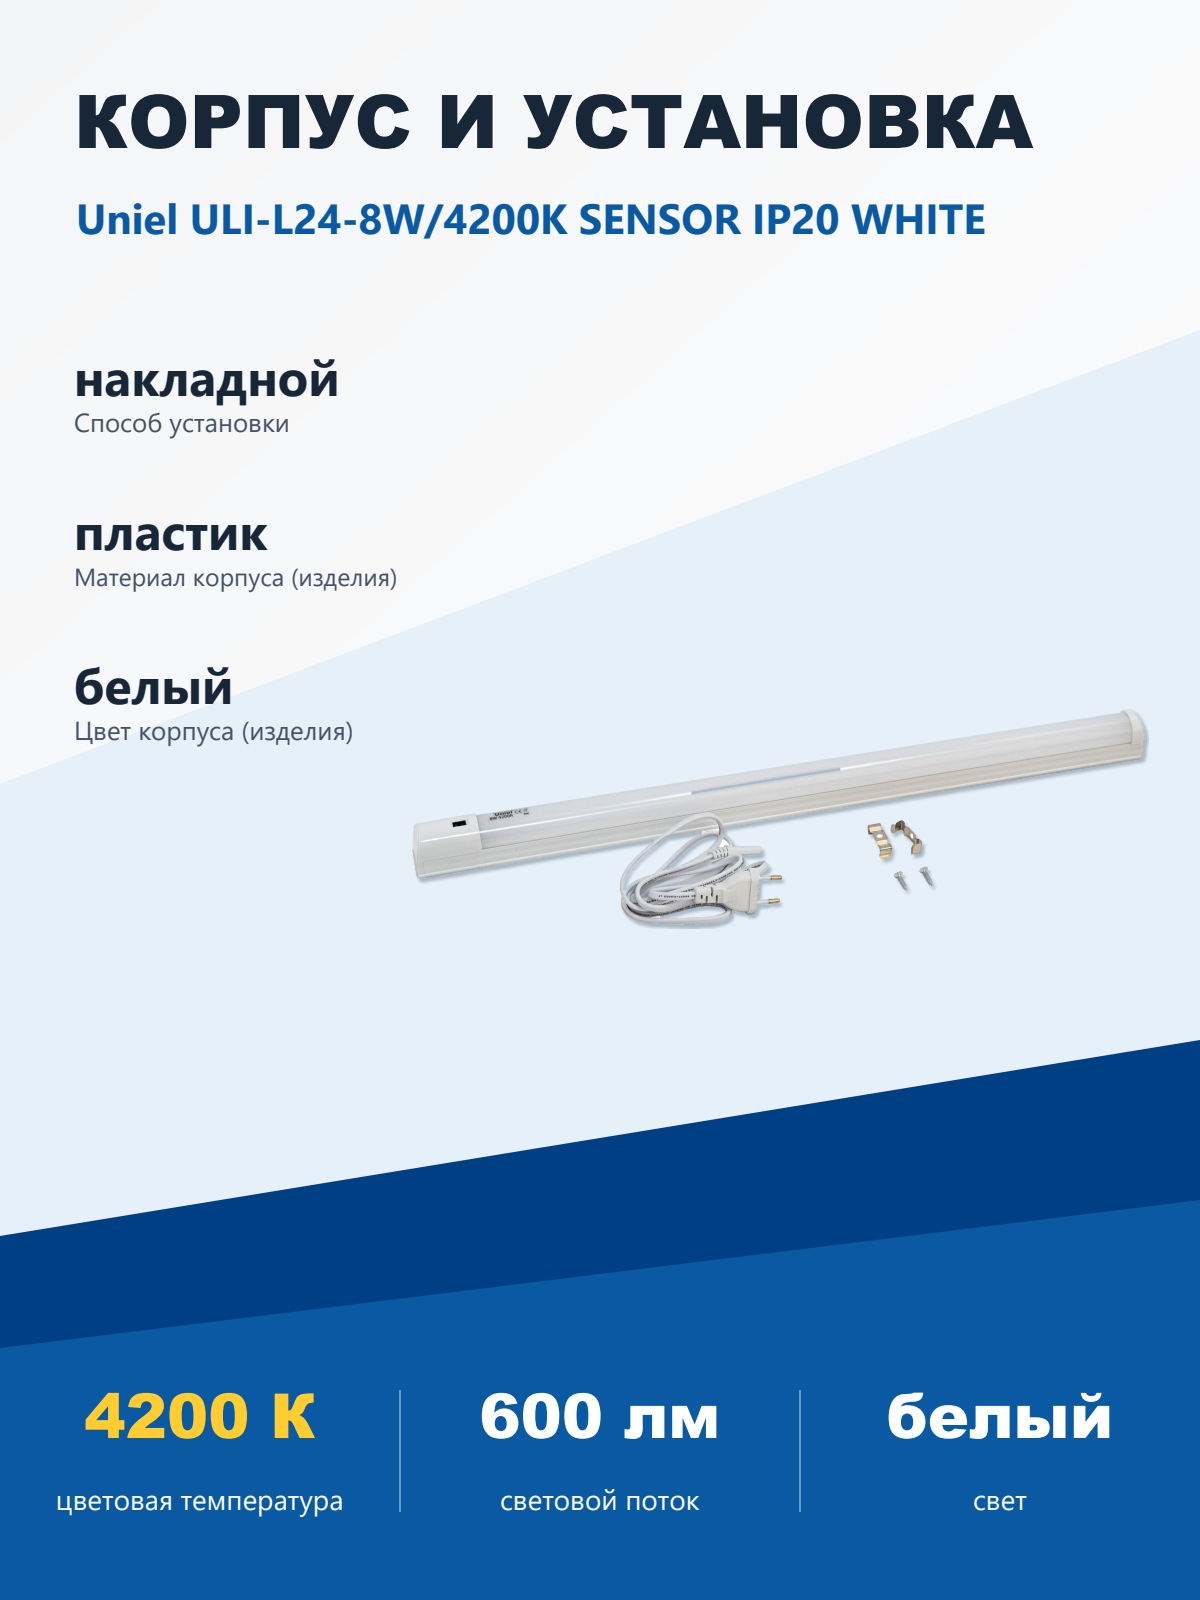 КОРПУС И УСТАНОВКА
Uniel ULI-L24-8W/4200K SENSOR IP20 WHITE
накладной
Способ установки
пластик
Материал корпуса (изделия)
белый
Цвет корпуса (изделия)
4200 К
цветовая температура
600 лм
световой поток
белый
свет